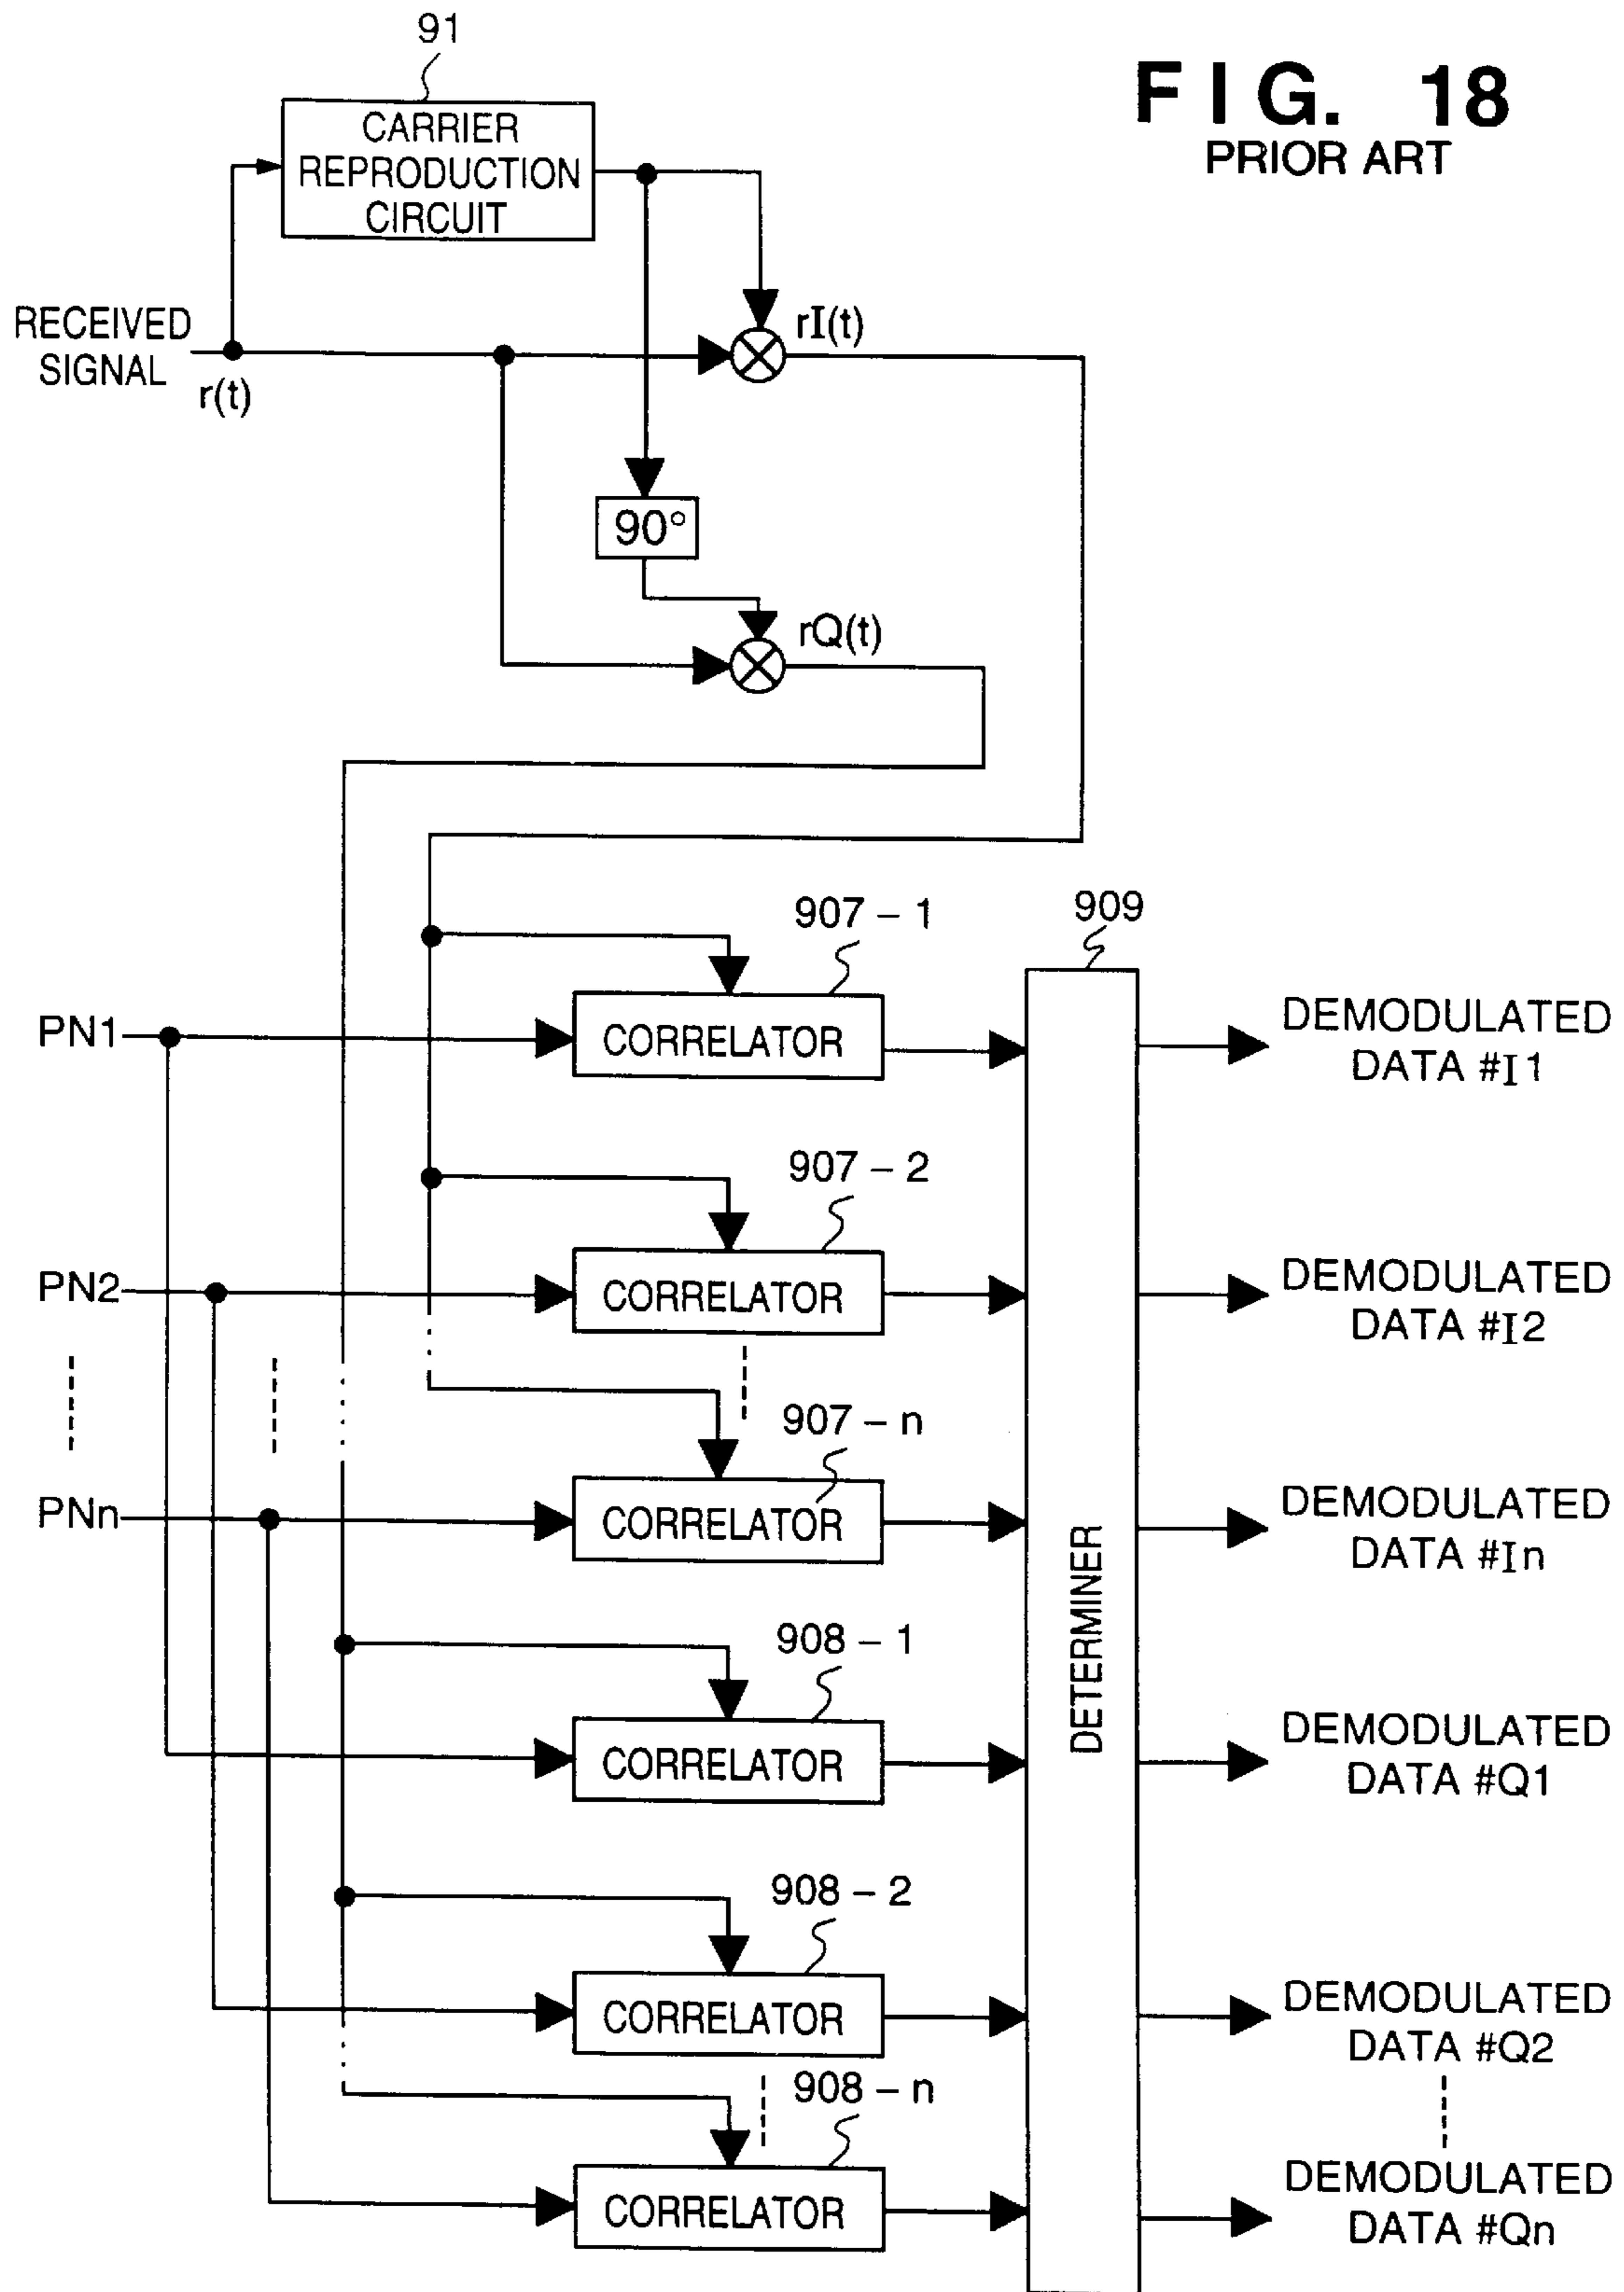 91
FIG. 18
PRIOR ART
CARRIER
REPRODUCTION
CIRCUIT
RECEIVED
SIGNAL
r(t)
rI(t)
90°
rQ(t)
907 – 1
909
PN1
CORRELATOR
DEMODULATED
DATA #I1
907 – 2
PN2
CORRELATOR
DEMODULATED
DATA #I2
907 – n
PNn
CORRELATOR
DEMODULATED
DATA #In
DETERMINER
908 – 1
CORRELATOR
DEMODULATED
DATA #Q1
908 – 2
CORRELATOR
DEMODULATED
DATA #Q2
908 – n
CORRELATOR
DEMODULATED
DATA #Qn